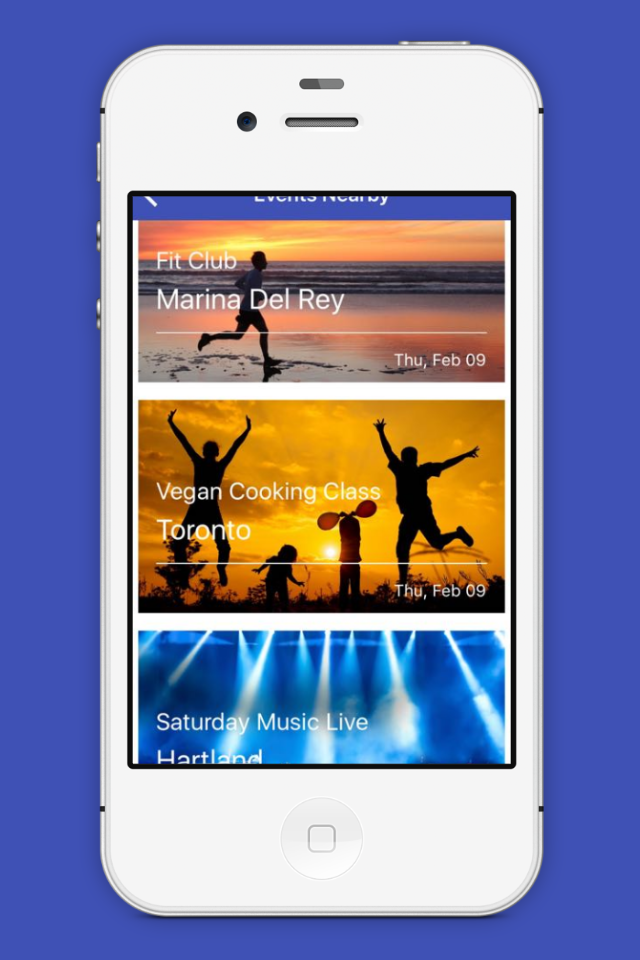 Events Nearby
Fit Club
Marina Del Rey
Thu, Feb 09
Vegan Cooking Class
Toronto
Thu, Feb 09
Saturday Music Live
Hartland